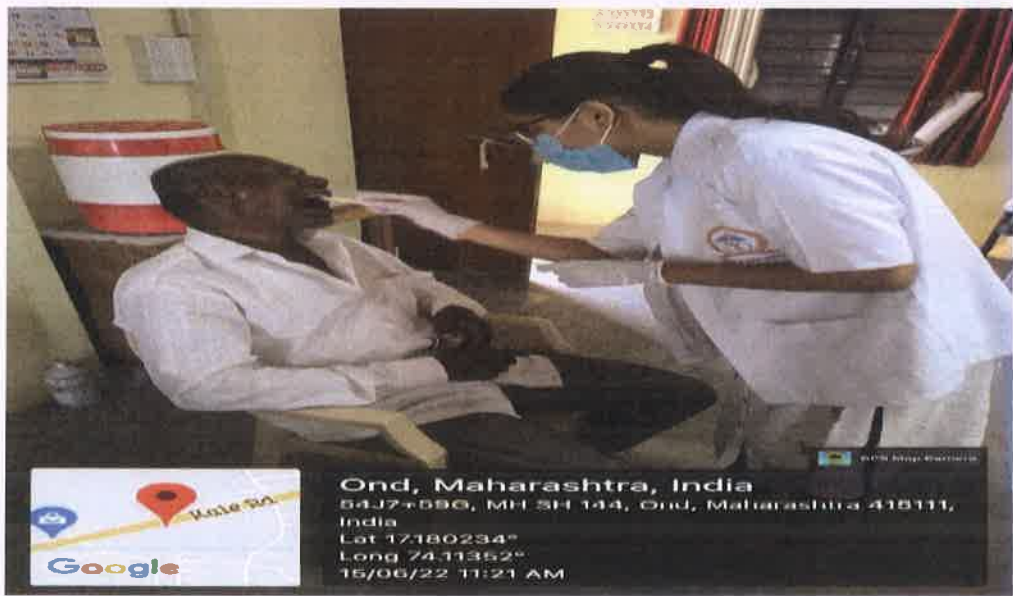 GPS Map Camera
Kale Rd
Google
Ond, Maharashtra, India
54J7+59G, MH SH 144, Ond, Maharashtra 415111,
India
Lat 17.180234°
Long 74.11352°
15/06/22 11:21 AM